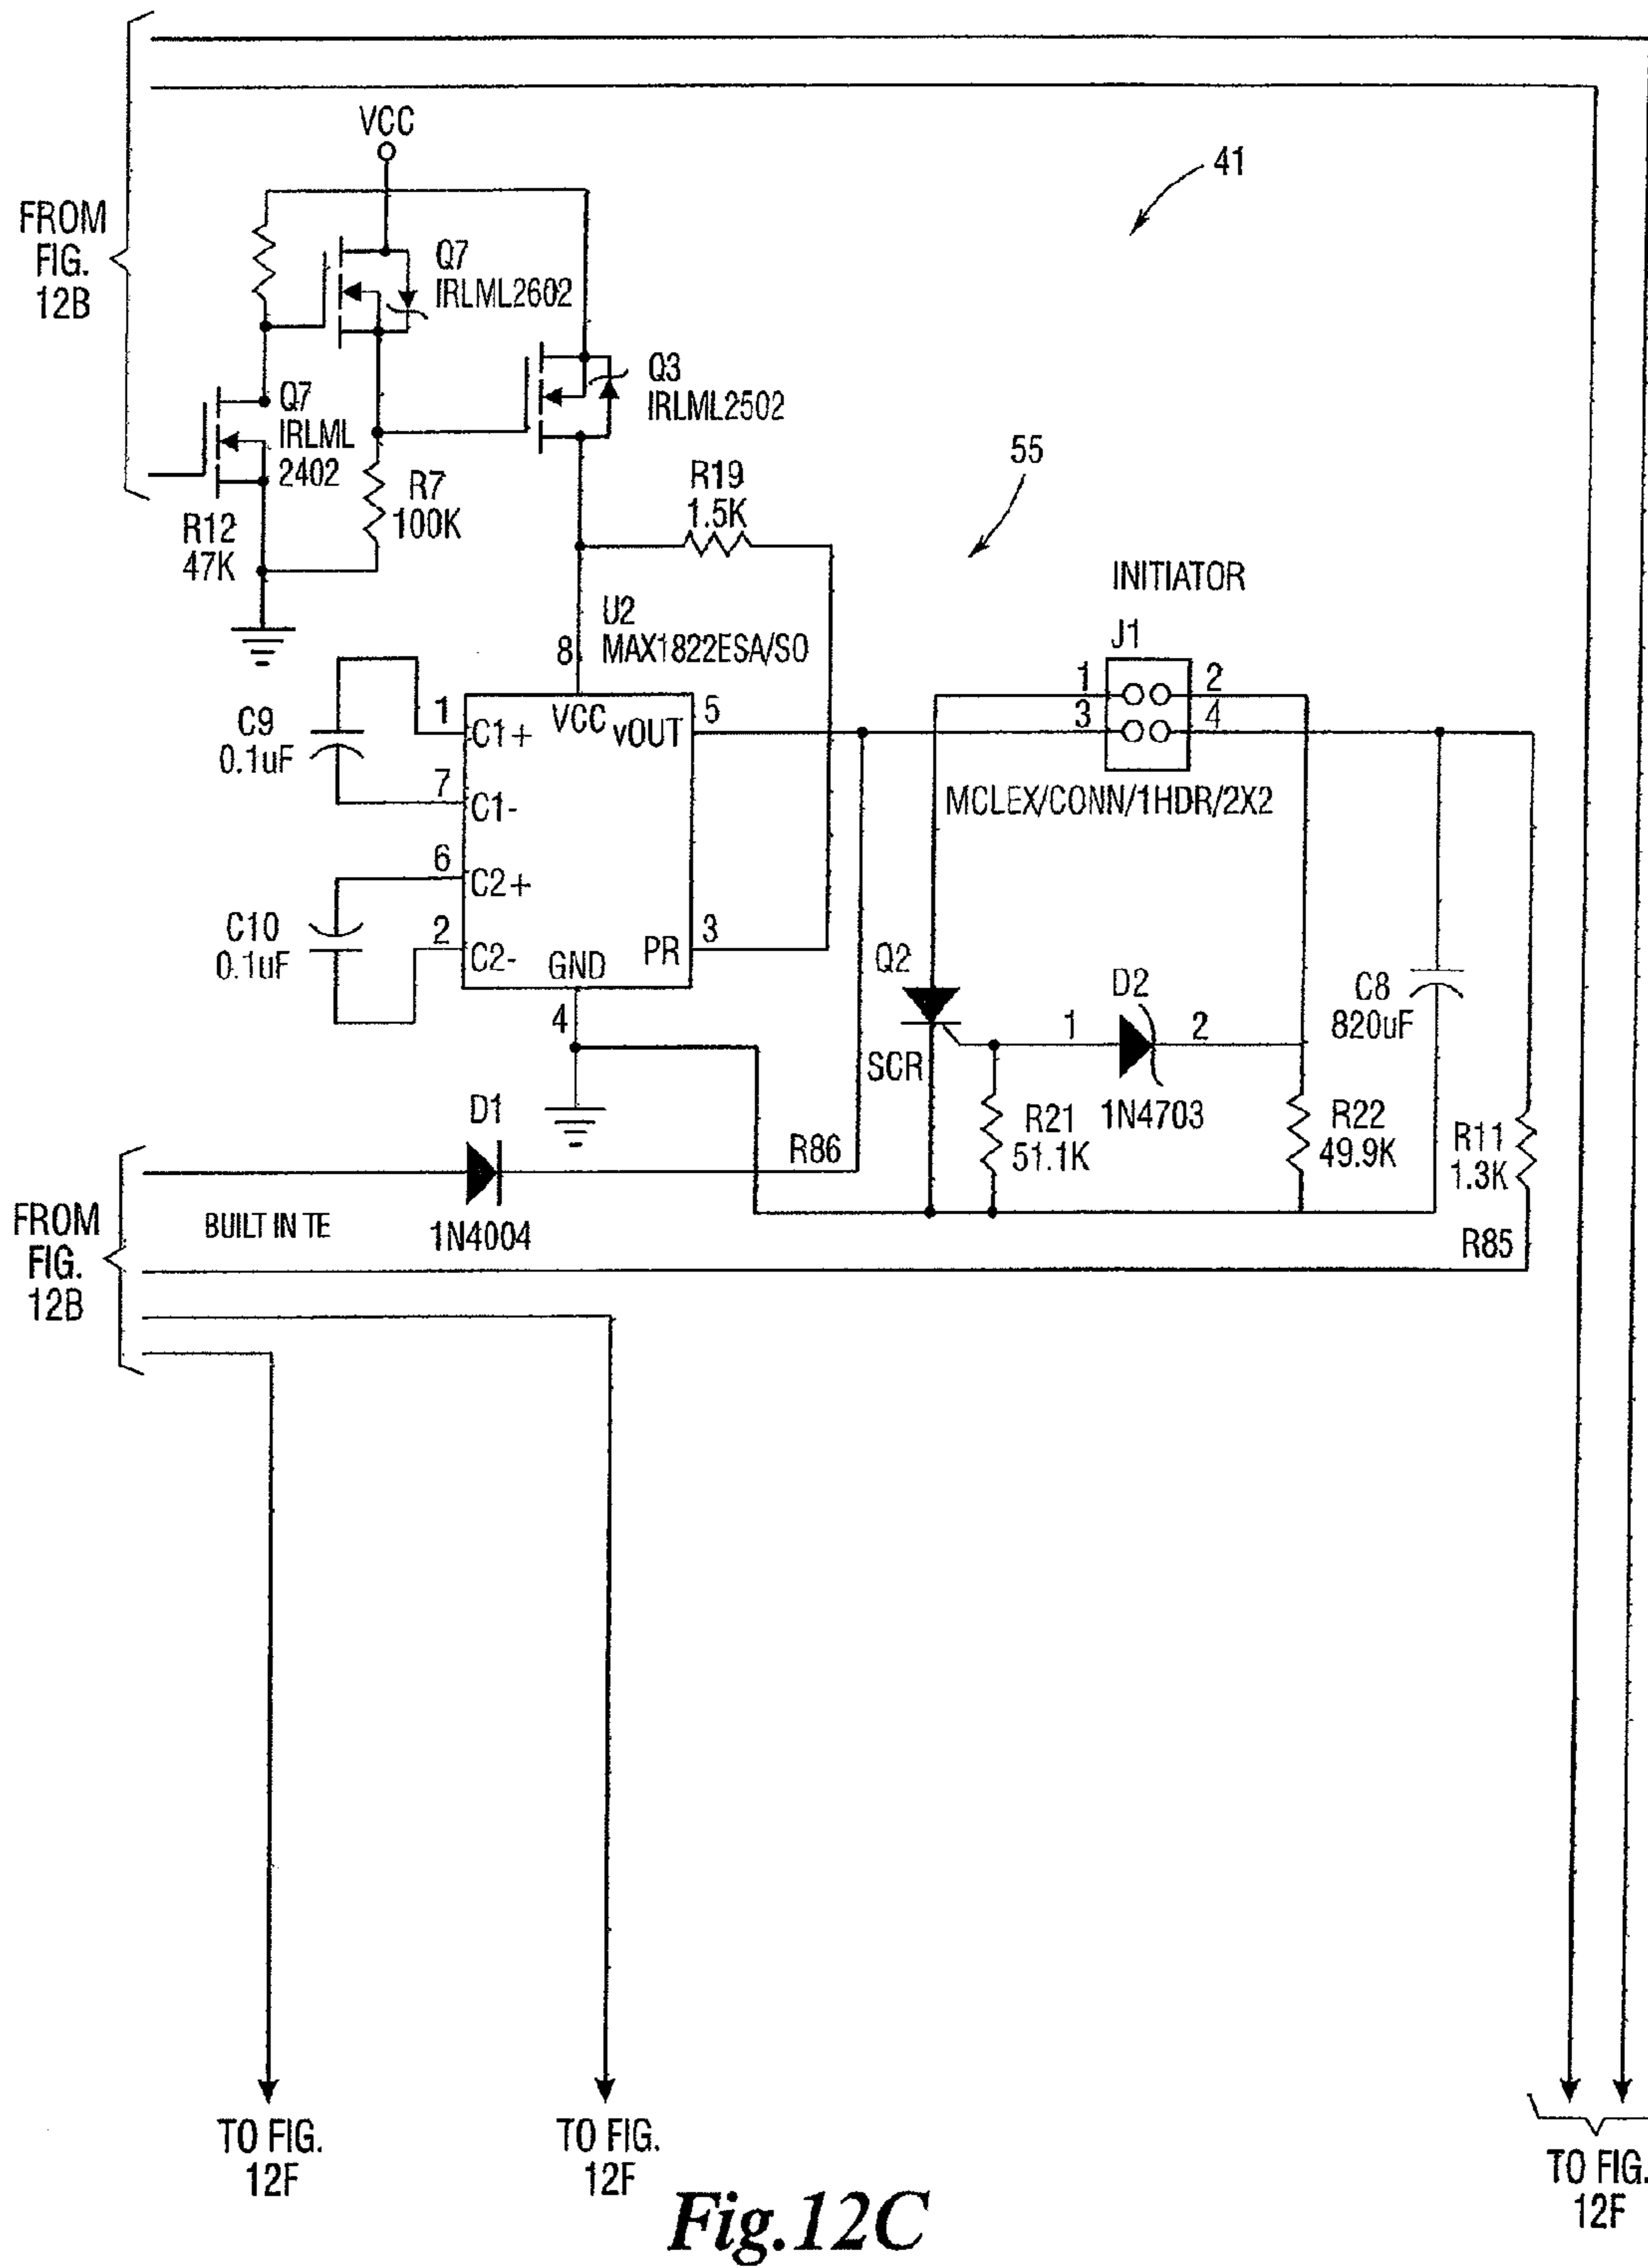 VCC
41
FROM
FIG.
12B
Q7
IRLML2602
Q3
IRLML2502
Q7
IRLML
2402
R12
47K
R7
100K
R19
1.5K
55
INITIATOR
J1
1
2
3
4
U2
MAX1822ESA/SO
8
C9
0.1uF
1
7
C1+
VCC
vOUT
5
C1-
C10
0.1uF
6
2
C2+
C2-
GND
PR
3
4
MCLEX/CONN/1HDR/2X2
Q2
SCR
D2
1
2
1N4703
C8
820uF
R21
51.1K
R22
49.9K
R11
1.3K
D1
1N4004
R86
R85
FROM
FIG.
12B
BUILT IN TE
TO FIG.
12F
TO FIG.
12F
TO FIG.
12F
Fig.12C